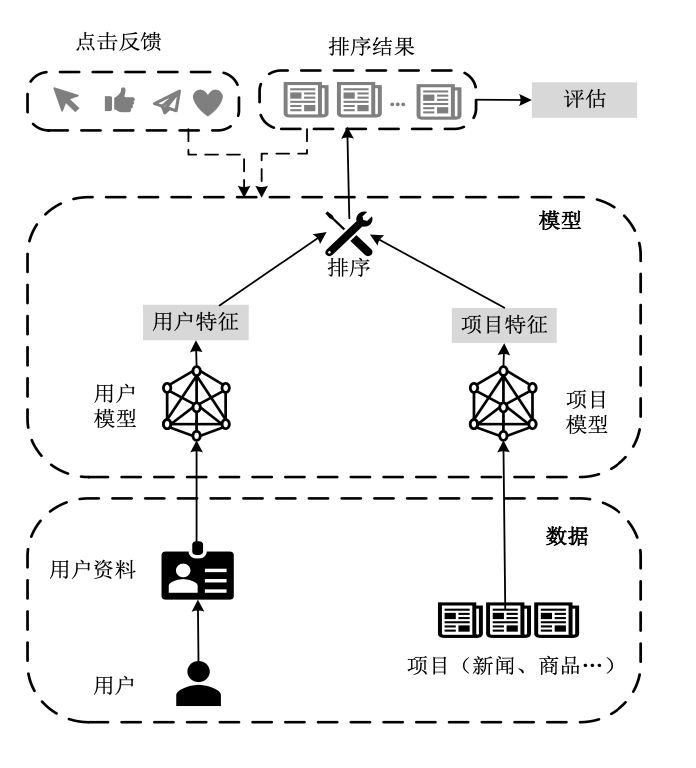 点击反馈
排序结果
...
评估
模型
排序
用户特征
项目特征
用户
模型
项目
模型
数据
用户资料
项目（新闻、商品…）
用户